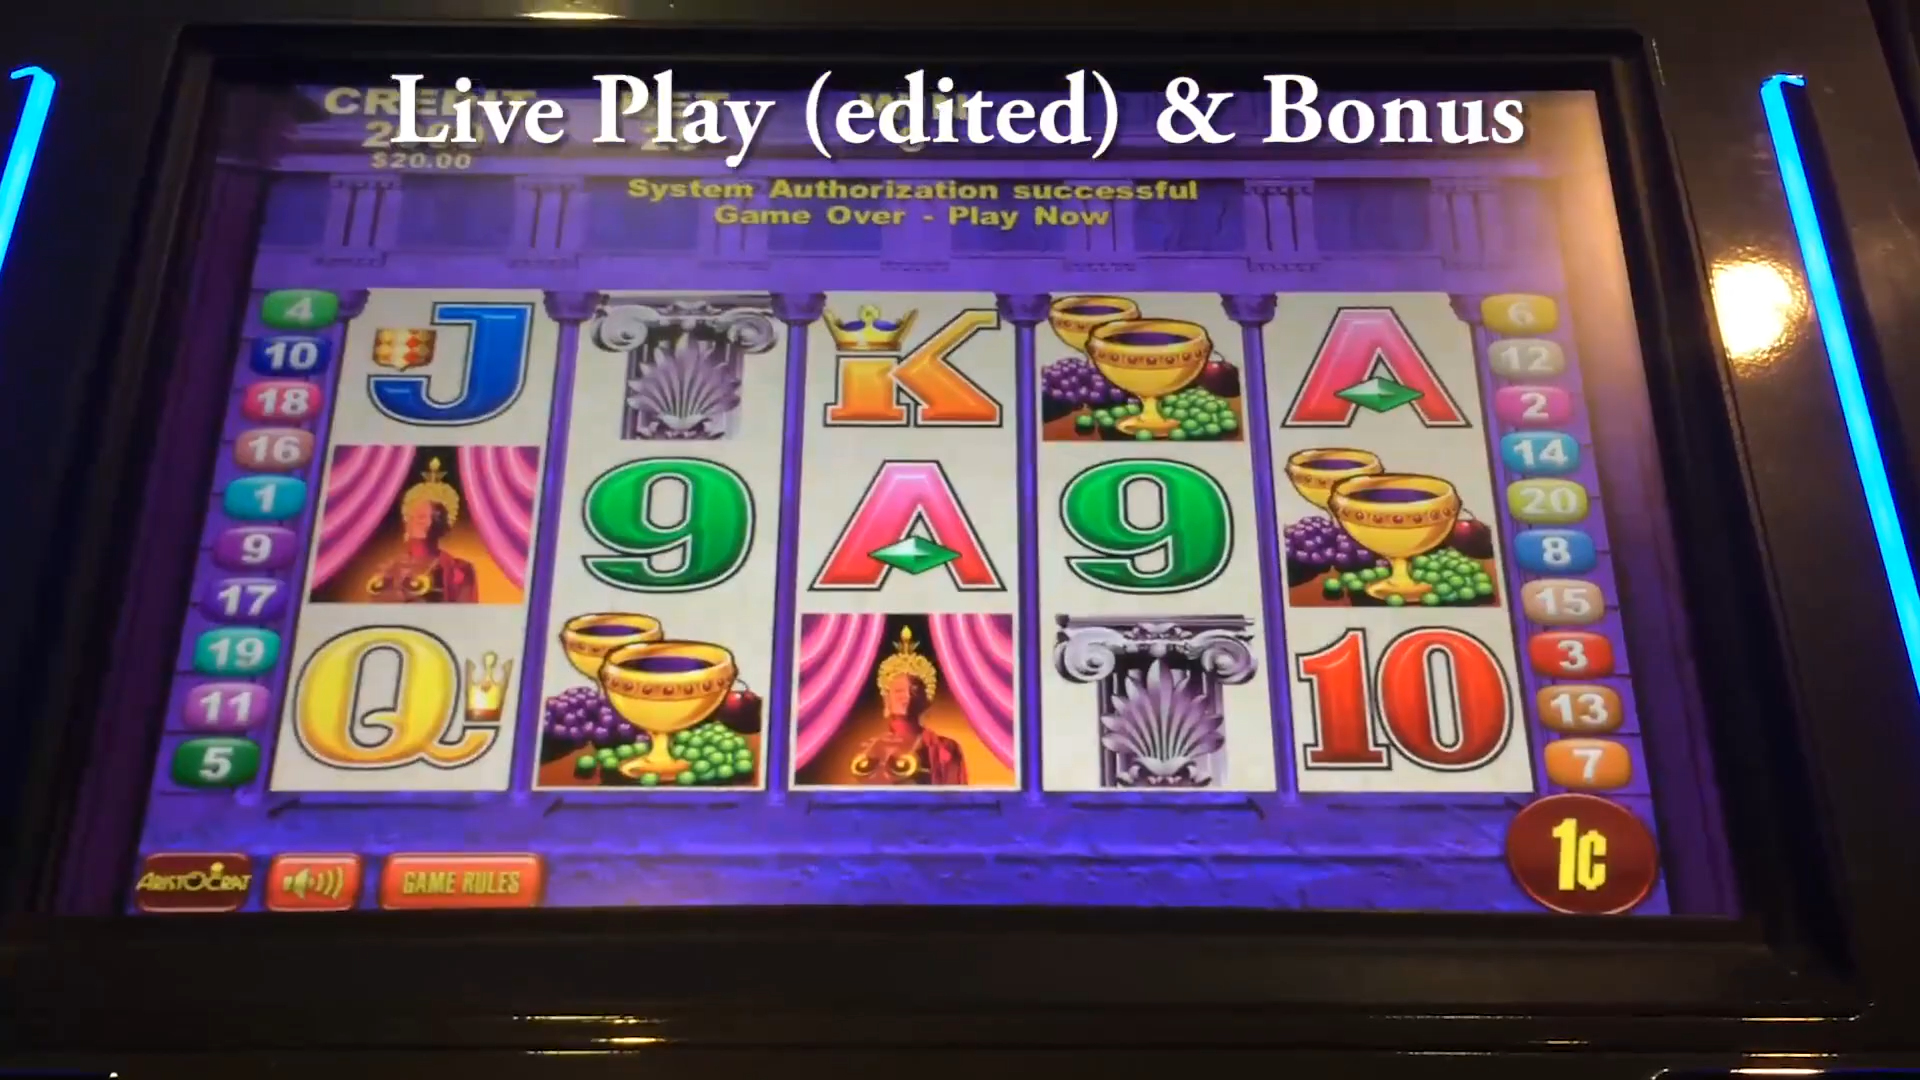 Live Play (edited) & Bonus
CREDIT
$20.00
System Authorization successful
Game Over - Play Now
4 J K A 6
10 12
18 2
16 14
1 9 A 9 20
9 8
17 15
19 3
11 Q 10 13
5 7
1¢
ARISTOCRAT GAME RULES